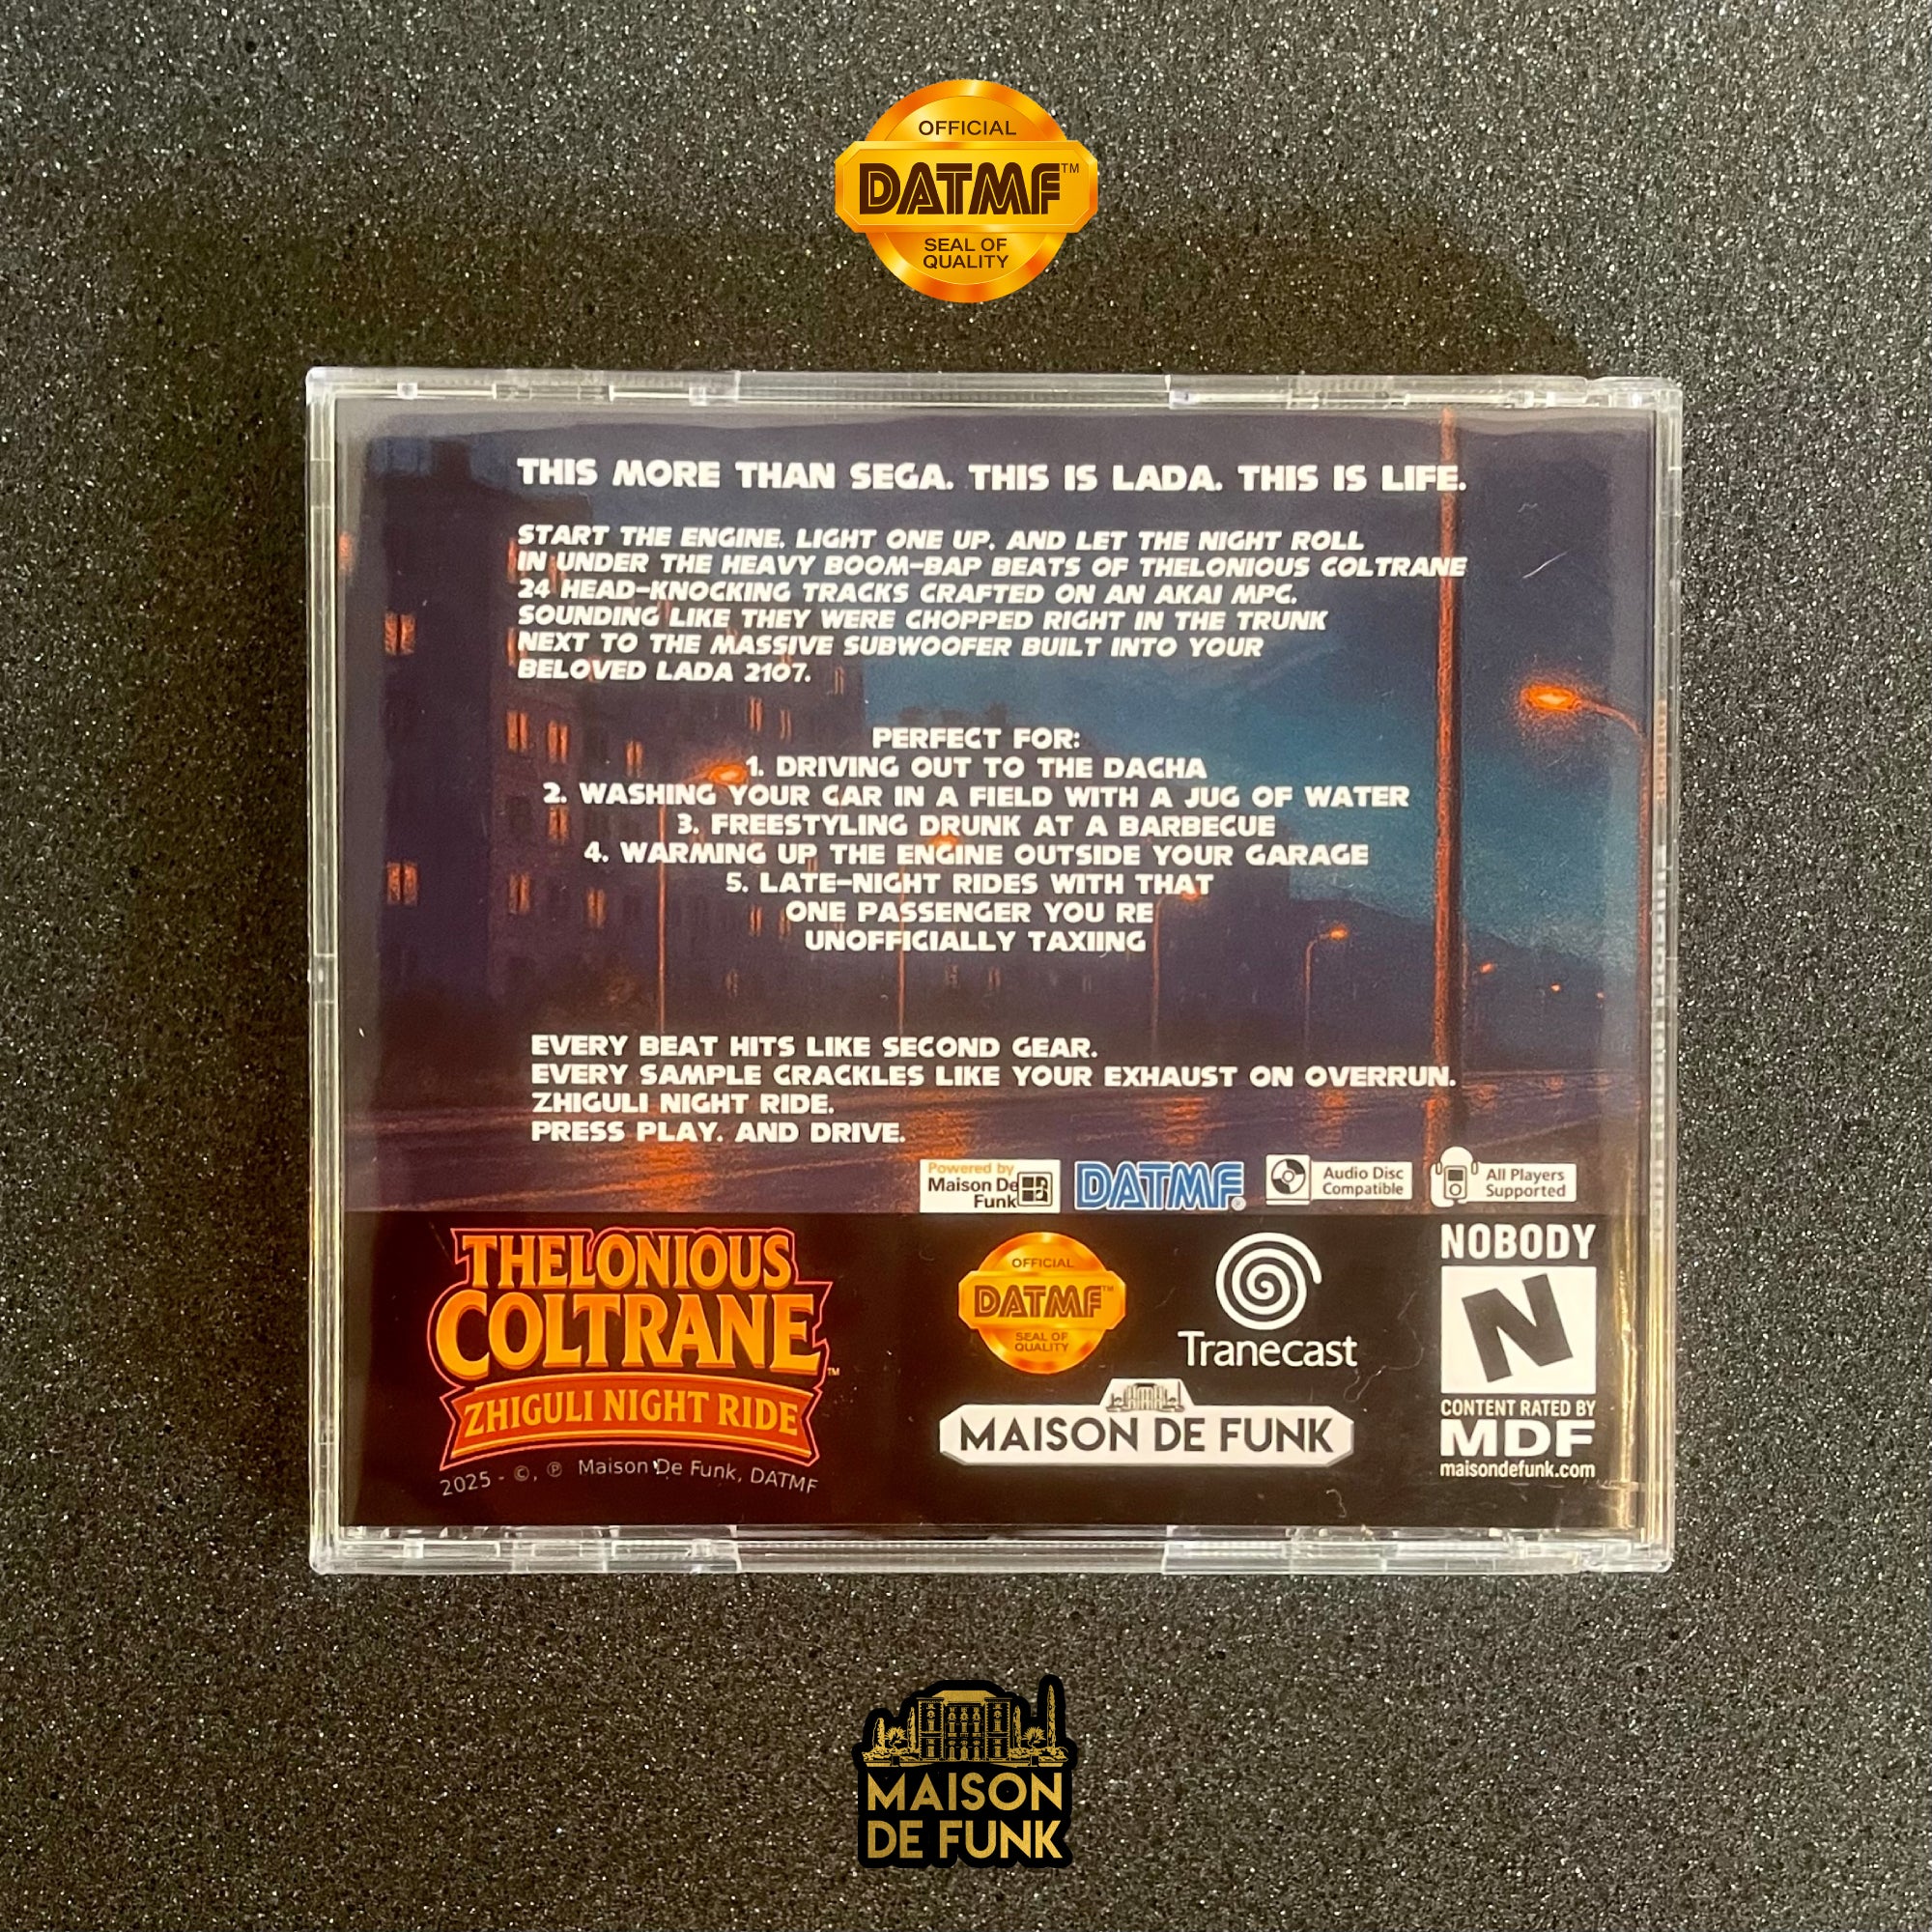 OFFICIAL
DATMF™
SEAL OF
QUALITY
THIS MORE THAN SEGA. THIS IS LADA. THIS IS LIFE.
START THE ENGINE. LIGHT ONE UP. AND LET THE NIGHT ROLL
IN UNDER THE HEAVY BOOM-BAP BEATS OF THELONIOUS COLTRANE
24 HEAD-KNOCKING TRACKS CRAFTED ON AN AKAI MPC.
SOUNDING LIKE THEY WERE CHOPPED RIGHT IN THE TRUNK
NEXT TO THE MASSIVE SUBWOOFER BUILT INTO YOUR
BELOVED LADA 2107.
PERFECT FOR:
1. DRIVING OUT TO THE DACHA
2. WASHING YOUR CAR IN A FIELD WITH A JUG OF WATER
3. FREESTYLING DRUNK AT A BARBECUE
4. WARMING UP THE ENGINE OUTSIDE YOUR GARAGE
5. LATE-NIGHT RIDES WITH THAT
ONE PASSENGER YOU RE
UNOFFICIALLY TAXIING
EVERY BEAT HITS LIKE SECOND GEAR.
EVERY SAMPLE CRACKLES LIKE YOUR EXHAUST ON OVERRUN.
ZHIGULI NIGHT RIDE.
PRESS PLAY. AND DRIVE.
Powered by
Maison De
Funk
DATMF®
Audio Disc
Compatible
All Players
Supported
THELONIOUS
COLTRANE™
ZHIGULI NIGHT RIDE
2025 - ©, ℗ Maison De Funk, DATMF
OFFICIAL
DATMF™
SEAL OF
QUALITY
Tranecast
MAISON DE FUNK
NOBODY
N
CONTENT RATED BY
MDF
maisondefunk.com
MAISON
DE FUNK